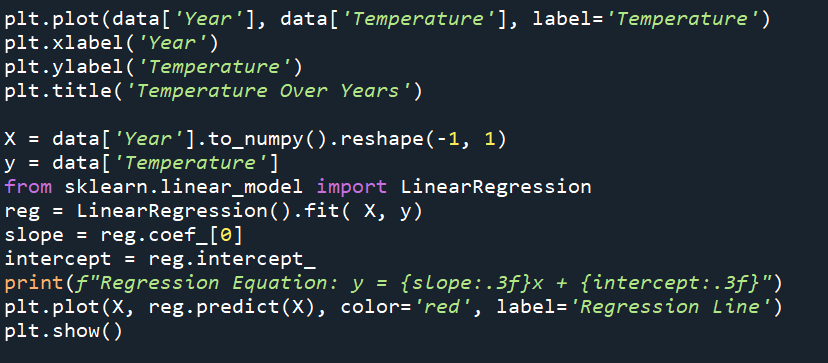 plt.plot(data['Year'], data['Temperature'], label='Temperature')
plt.xlabel('Year')
plt.ylabel('Temperature')
plt.title('Temperature Over Years')

X = data['Year'].to_numpy().reshape(-1, 1)
y = data['Temperature']
from sklearn.linear_model import LinearRegression
reg = LinearRegression().fit( X, y)
slope = reg.coef_[0]
intercept = reg.intercept_
print(f"Regression Equation: y = {slope:.3f}x + {intercept:.3f}")
plt.plot(X, reg.predict(X), color='red', label='Regression Line')
plt.show()